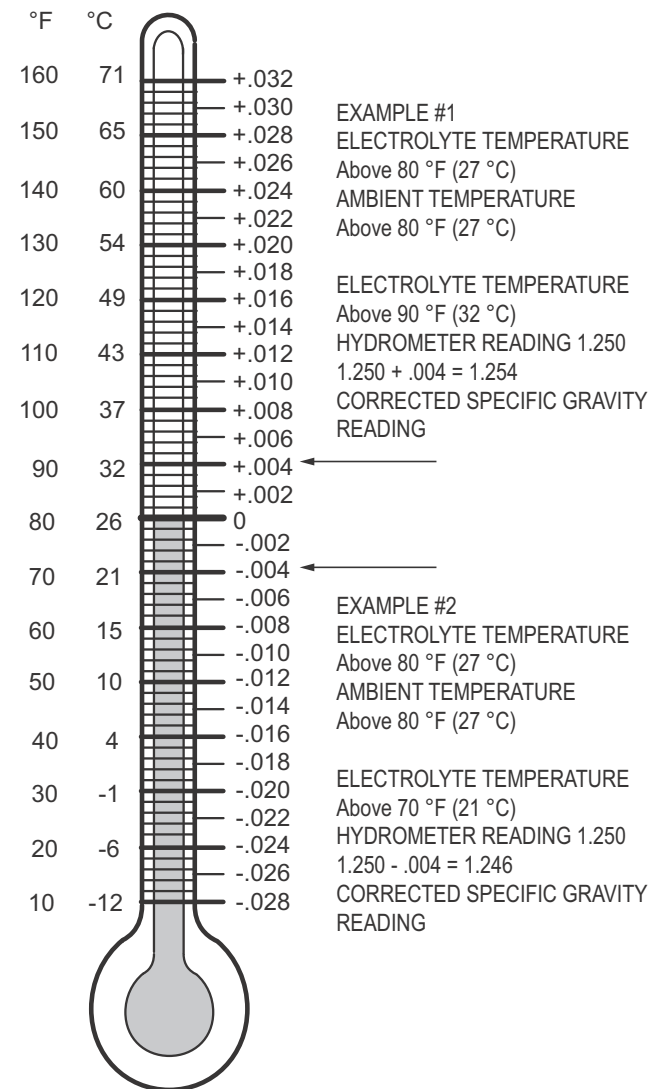 °F °C
160 71 +.032
+.030
150 65 +.028
+.026
140 60 +.024
+.022
130 54 +.020
+.018
120 49 +.016
+.014
110 43 +.012
+.010
100 37 +.008
+.006
90 32 +.004
+.002
80 26 0
-.002
70 21 -.004
-.006
60 15 -.008
-.010
50 10 -.012
-.014
40 4 -.016
-.018
30 -1 -.020
-.022
20 -6 -.024
-.026
10 -12 -.028
EXAMPLE #1
ELECTROLYTE TEMPERATURE
Above 80 °F (27 °C)
AMBIENT TEMPERATURE
Above 80 °F (27 °C)
ELECTROLYTE TEMPERATURE
Above 90 °F (32 °C)
HYDROMETER READING 1.250
1.250 + .004 = 1.254
CORRECTED SPECIFIC GRAVITY
READING
EXAMPLE #2
ELECTROLYTE TEMPERATURE
Above 80 °F (27 °C)
AMBIENT TEMPERATURE
Above 80 °F (27 °C)
ELECTROLYTE TEMPERATURE
Above 70 °F (21 °C)
HYDROMETER READING 1.250
1.250 - .004 = 1.246
CORRECTED SPECIFIC GRAVITY
READING